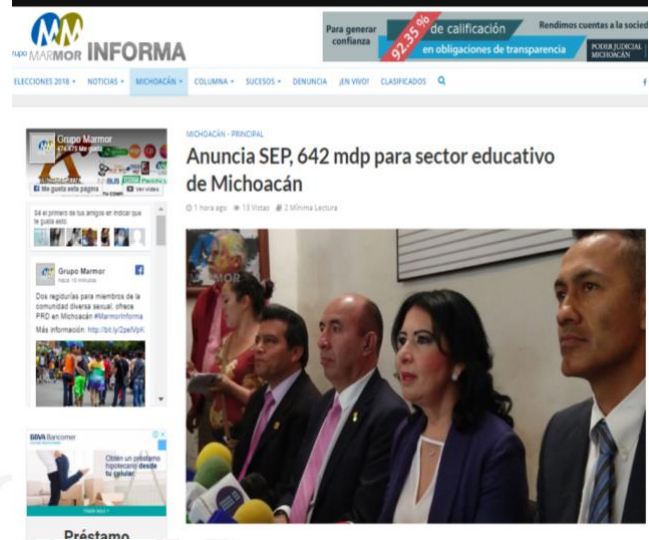 Grupo MARMOR INFORMA
Para generar
confianza
92.35 %
de calificación
en obligaciones de transparencia
Rendimos cuentas a la socied
PODER JUDICIAL
MICHOACÁN
ELECCIONES 2018
NOTICIAS
MICHOACÁN
COLUMNA
SUCESOS
DENUNCIA
¡EN VIVO!
CLASIFICADOS
MICHOACÁN - PRINCIPAL
Anuncia SEP, 642 mdp para sector educativo
de Michoacán
1 hora ago
13 Vistas
2 Mínima Lectura
Grupo Marmor
Me gusta esta página
Ver video
Sé el primero de tus amigos en indicar que
te gusta esto.
Grupo Marmor
hace 10 minutos
Dos regidurías para miembros de la
comunidad diversa sexual, ofrece
PRD en Michoacán #MarmorInforma
Más información:
MARMOR
BBVA Bancomer
Obtén un préstamo
hipotecario desde
tu celular
Préstamo